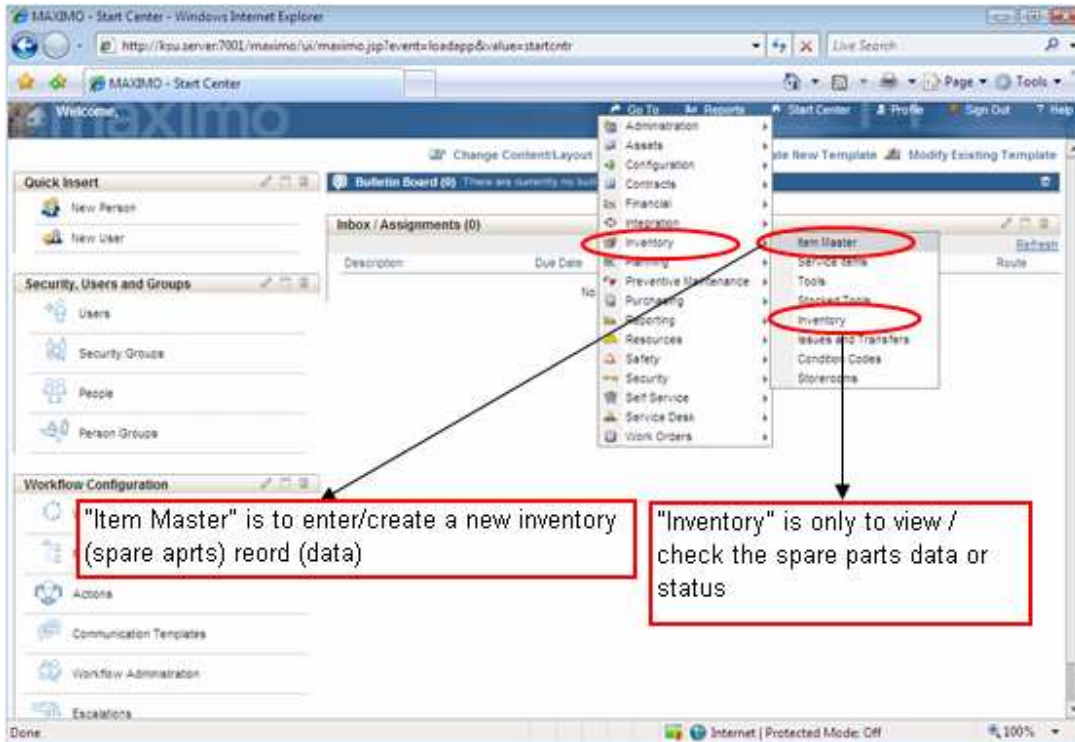 MAXIMO - Start Center - Windows Internet Explorer
http://ksu.server:7001/maximo/ui/maximo.jsp?event=loadapp&value=startcntr
Live Search
MAXIMO - Start Center
Page
Tools
Welcome,
maximo
Go To
Reports
Start Center
Profile
Sign Out
Help
Change Content/Layout
New Template
Modify Existing Template
Quick Insert
New Person
New User
Bulletin Board (0) There are currently no
Inbox / Assignments (0)
Refresh
Description
Due Date
Route
No
Security, Users and Groups
Users
Security Groups
People
Person Groups
Workflow Configuration
Actions
Communication Templates
Workflow Administration
Escalations
Administration
Assets
Configuration
Contracts
Financial
Integration
Inventory
Planning
Preventive Maintenance
Purchasing
Reporting
Resources
Safety
Security
Self Service
Service Desk
Work Orders
Item Master
Service Items
Tools
Stocked Tools
Inventory
Issues and Transfers
Condition Codes
Storerooms
"Item Master" is to enter/create a new inventory
(spare aprts) reord (data)
"Inventory" is only to view /
check the spare parts data or
status
Done
Internet | Protected Mode: Off
100%